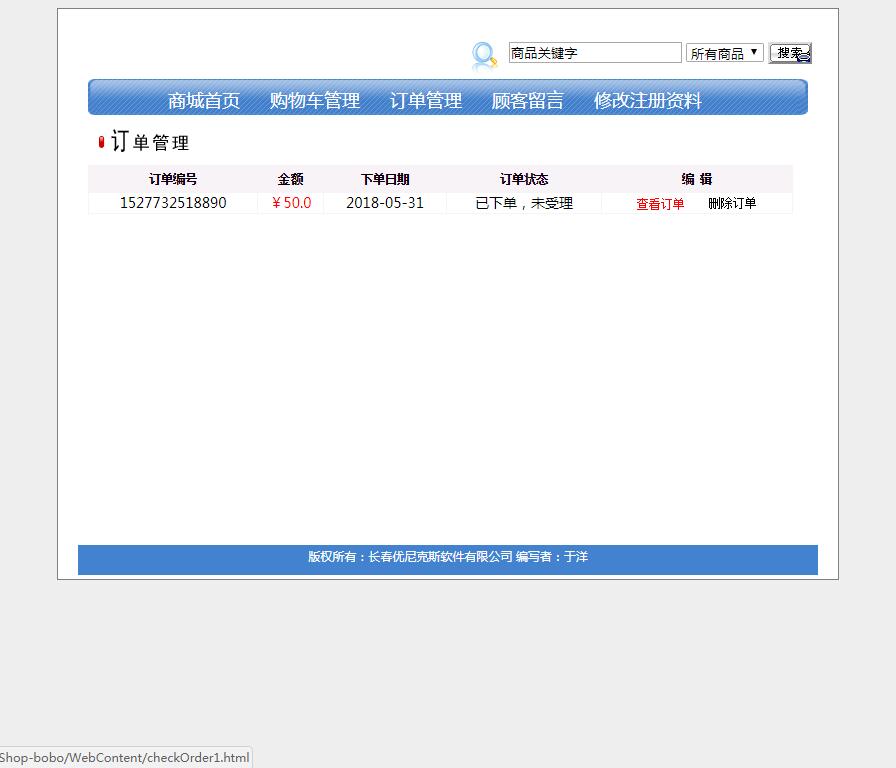 商品关键字 所有商品 搜索
商城首页 购物车管理 订单管理 顾客留言 修改注册资料
订单管理
订单编号 金额 下单日期 订单状态 编 辑
1527732518890 ￥50.0 2018-05-31 已下单，未受理 查看订单 删除订单
版权所有：长春优尼克斯软件有限公司 编写者：于洋
Shop-bobo/WebContent/checkOrder1.html